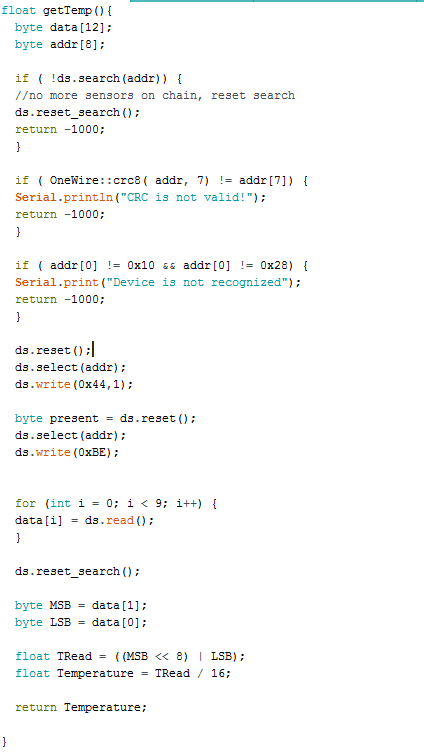 float getTemp(){
byte data[12];
byte addr[8];
if ( !ds.search(addr)) {
//no more sensors on chain, reset search
ds.reset_search();
return -1000;
}
if ( OneWire::crc8( addr, 7) != addr[7]) {
Serial.println("CRC is not valid!");
return -1000;
}
if ( addr[0] != 0x10 && addr[0] != 0x28) {
Serial.print("Device is not recognized");
return -1000;
}
ds.reset();
ds.select(addr);
ds.write(0x44,1);
byte present = ds.reset();
ds.select(addr);
ds.write(0xBE);
for (int i = 0; i < 9; i++) {
data[i] = ds.read();
}
ds.reset_search();
byte MSB = data[1];
byte LSB = data[0];
float TRead = ((MSB << 8) | LSB);
float Temperature = TRead / 16;
return Temperature;
}